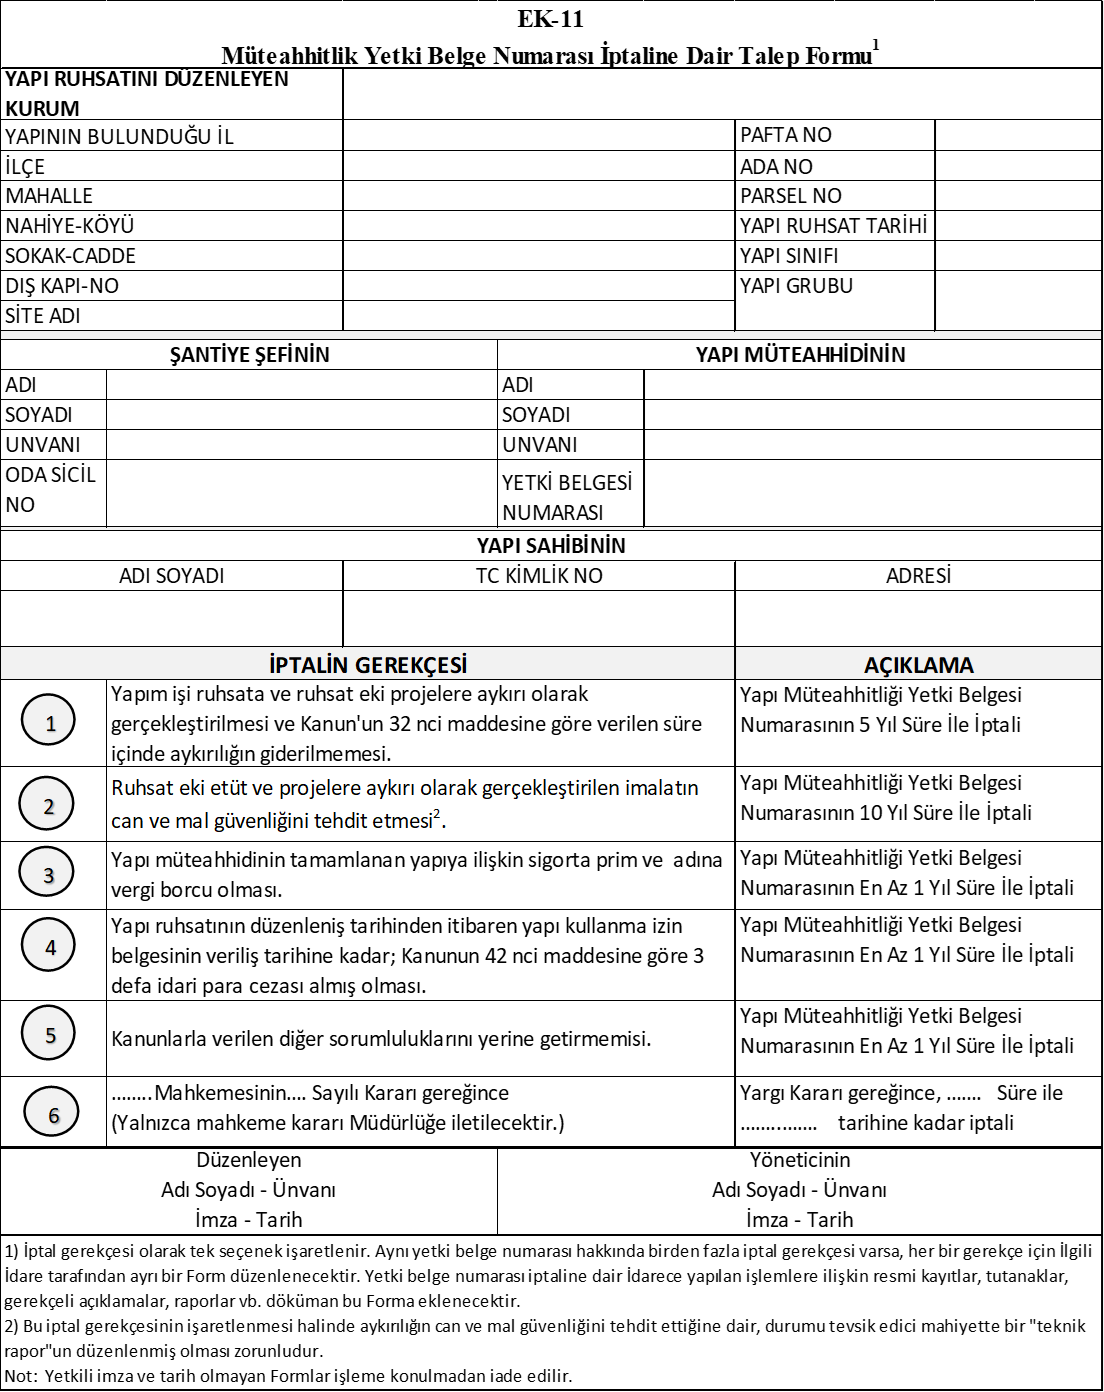 EK-11
Müteahhitlik Yetki Belge Numarası İptaline Dair Talep Formu1
YAPI RUHSATINI DÜZENLEYEN
KURUM
YAPININ BULUNDUĞU İL
PAFTA NO
İLÇE
ADA NO
MAHALLE
PARSEL NO
NAHİYE-KÖYÜ
YAPI RUHSAT TARİHİ
SOKAK-CADDE
YAPI SINIFI
DIŞ KAPI-NO
YAPI GRUBU
SİTE ADI
ŞANTİYE ŞEFİNİN
YAPI MÜTEAHHİDİNİN
ADI
ADI
SOYADI
SOYADI
UNVANI
UNVANI
ODA SİCİL
NO
YETKİ BELGESİ
NUMARASI
YAPI SAHİBİNİN
ADI SOYADI
TC KİMLİK NO
ADRESİ
İPTALİN GEREKÇESİ
AÇIKLAMA
1
Yapım işi ruhsata ve ruhsat eki projelere aykırı olarak
gerçekleştirilmesi ve Kanun'un 32 nci maddesine göre verilen süre
içinde aykırılığın giderilmemesi.
Yapı Müteahhitliği Yetki Belgesi
Numarasının 5 Yıl Süre İle İptali
2
Ruhsat eki etüt ve projelere aykırı olarak gerçekleştirilen imalatın
can ve mal güvenliğini tehdit etmesi2.
Yapı Müteahhitliği Yetki Belgesi
Numarasının 10 Yıl Süre İle İptali
3
Yapı müteahhidinin tamamlanan yapıya ilişkin sigorta prim ve  adına
vergi borcu olması.
Yapı Müteahhitliği Yetki Belgesi
Numarasının En Az 1 Yıl Süre İle İptali
4
Yapı ruhsatının düzenleniş tarihinden itibaren yapı kullanma izin
belgesinin veriliş tarihine kadar; Kanunun 42 nci maddesine göre 3
defa idari para cezası almış olması.
Yapı Müteahhitliği Yetki Belgesi
Numarasının En Az 1 Yıl Süre İle İptali
5
Kanunlarla verilen diğer sorumluluklarını yerine getirmemisi.
Yapı Müteahhitliği Yetki Belgesi
Numarasının En Az 1 Yıl Süre İle İptali
6
........Mahkemesinin.... Sayılı Kararı gereğince
(Yalnızca mahkeme kararı Müdürlüğe iletilecektir.)
Yargı Kararı gereğince, .......   Süre ile
...............    tarihine kadar iptali
Düzenleyen
Adı Soyadı - Ünvanı
İmza - Tarih
Yöneticinin
Adı Soyadı - Ünvanı
İmza - Tarih
1) İptal gerekçesi olarak tek seçenek işaretlenir. Aynı yetki belge numarası hakkında birden fazla iptal gerekçesi varsa, her bir gerekçe için İlgili
İdare tarafından ayrı bir Form düzenlenecektir. Yetki belge numarası iptaline dair İdarece yapılan işlemlere ilişkin resmi kayıtlar, tutanaklar,
gerekçeli açıklamalar, raporlar vb. döküman bu Forma eklenecektir.
2) Bu iptal gerekçesinin işaretlenmesi halinde aykırılığın can ve mal güvenliğini tehdit ettiğine dair, durumu tevsik edici mahiyette bir "teknik
rapor"un düzenlenmiş olması zorunludur.
Not:  Yetkili imza ve tarih olmayan Formlar işleme konulmadan iade edilir.